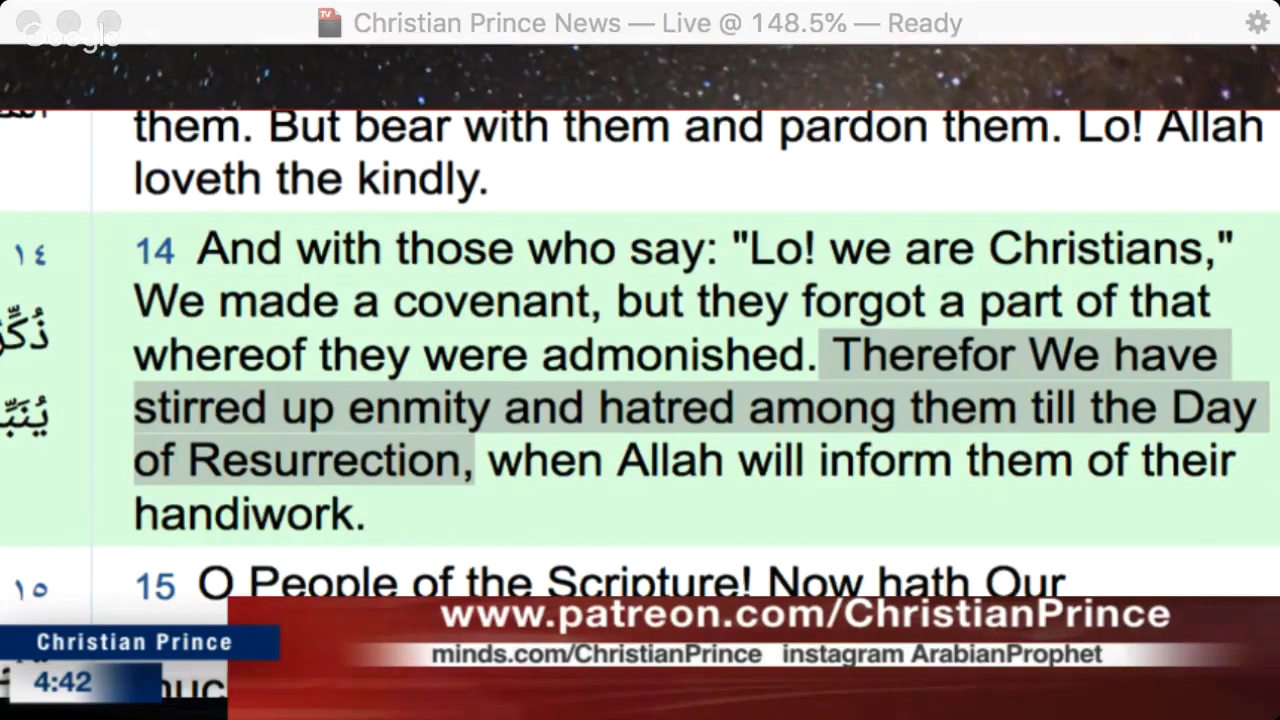 Christian Prince News — Live @ 148.5% — Ready
Google
them. But bear with them and pardon them. Lo! Allah
loveth the kindly.
١٤
14 And with those who say: "Lo! we are Christians,"
We made a covenant, but they forgot a part of that
whereof they were admonished. Therefor We have
stirred up enmity and hatred among them till the Day
of Resurrection, when Allah will inform them of their
handiwork.
١٥
15 O People of the Scripture! Now hath Our
www.patreon.com/ChristianPrince
Christian Prince
minds.com/ChristianPrince instagram ArabianProphet
4:42